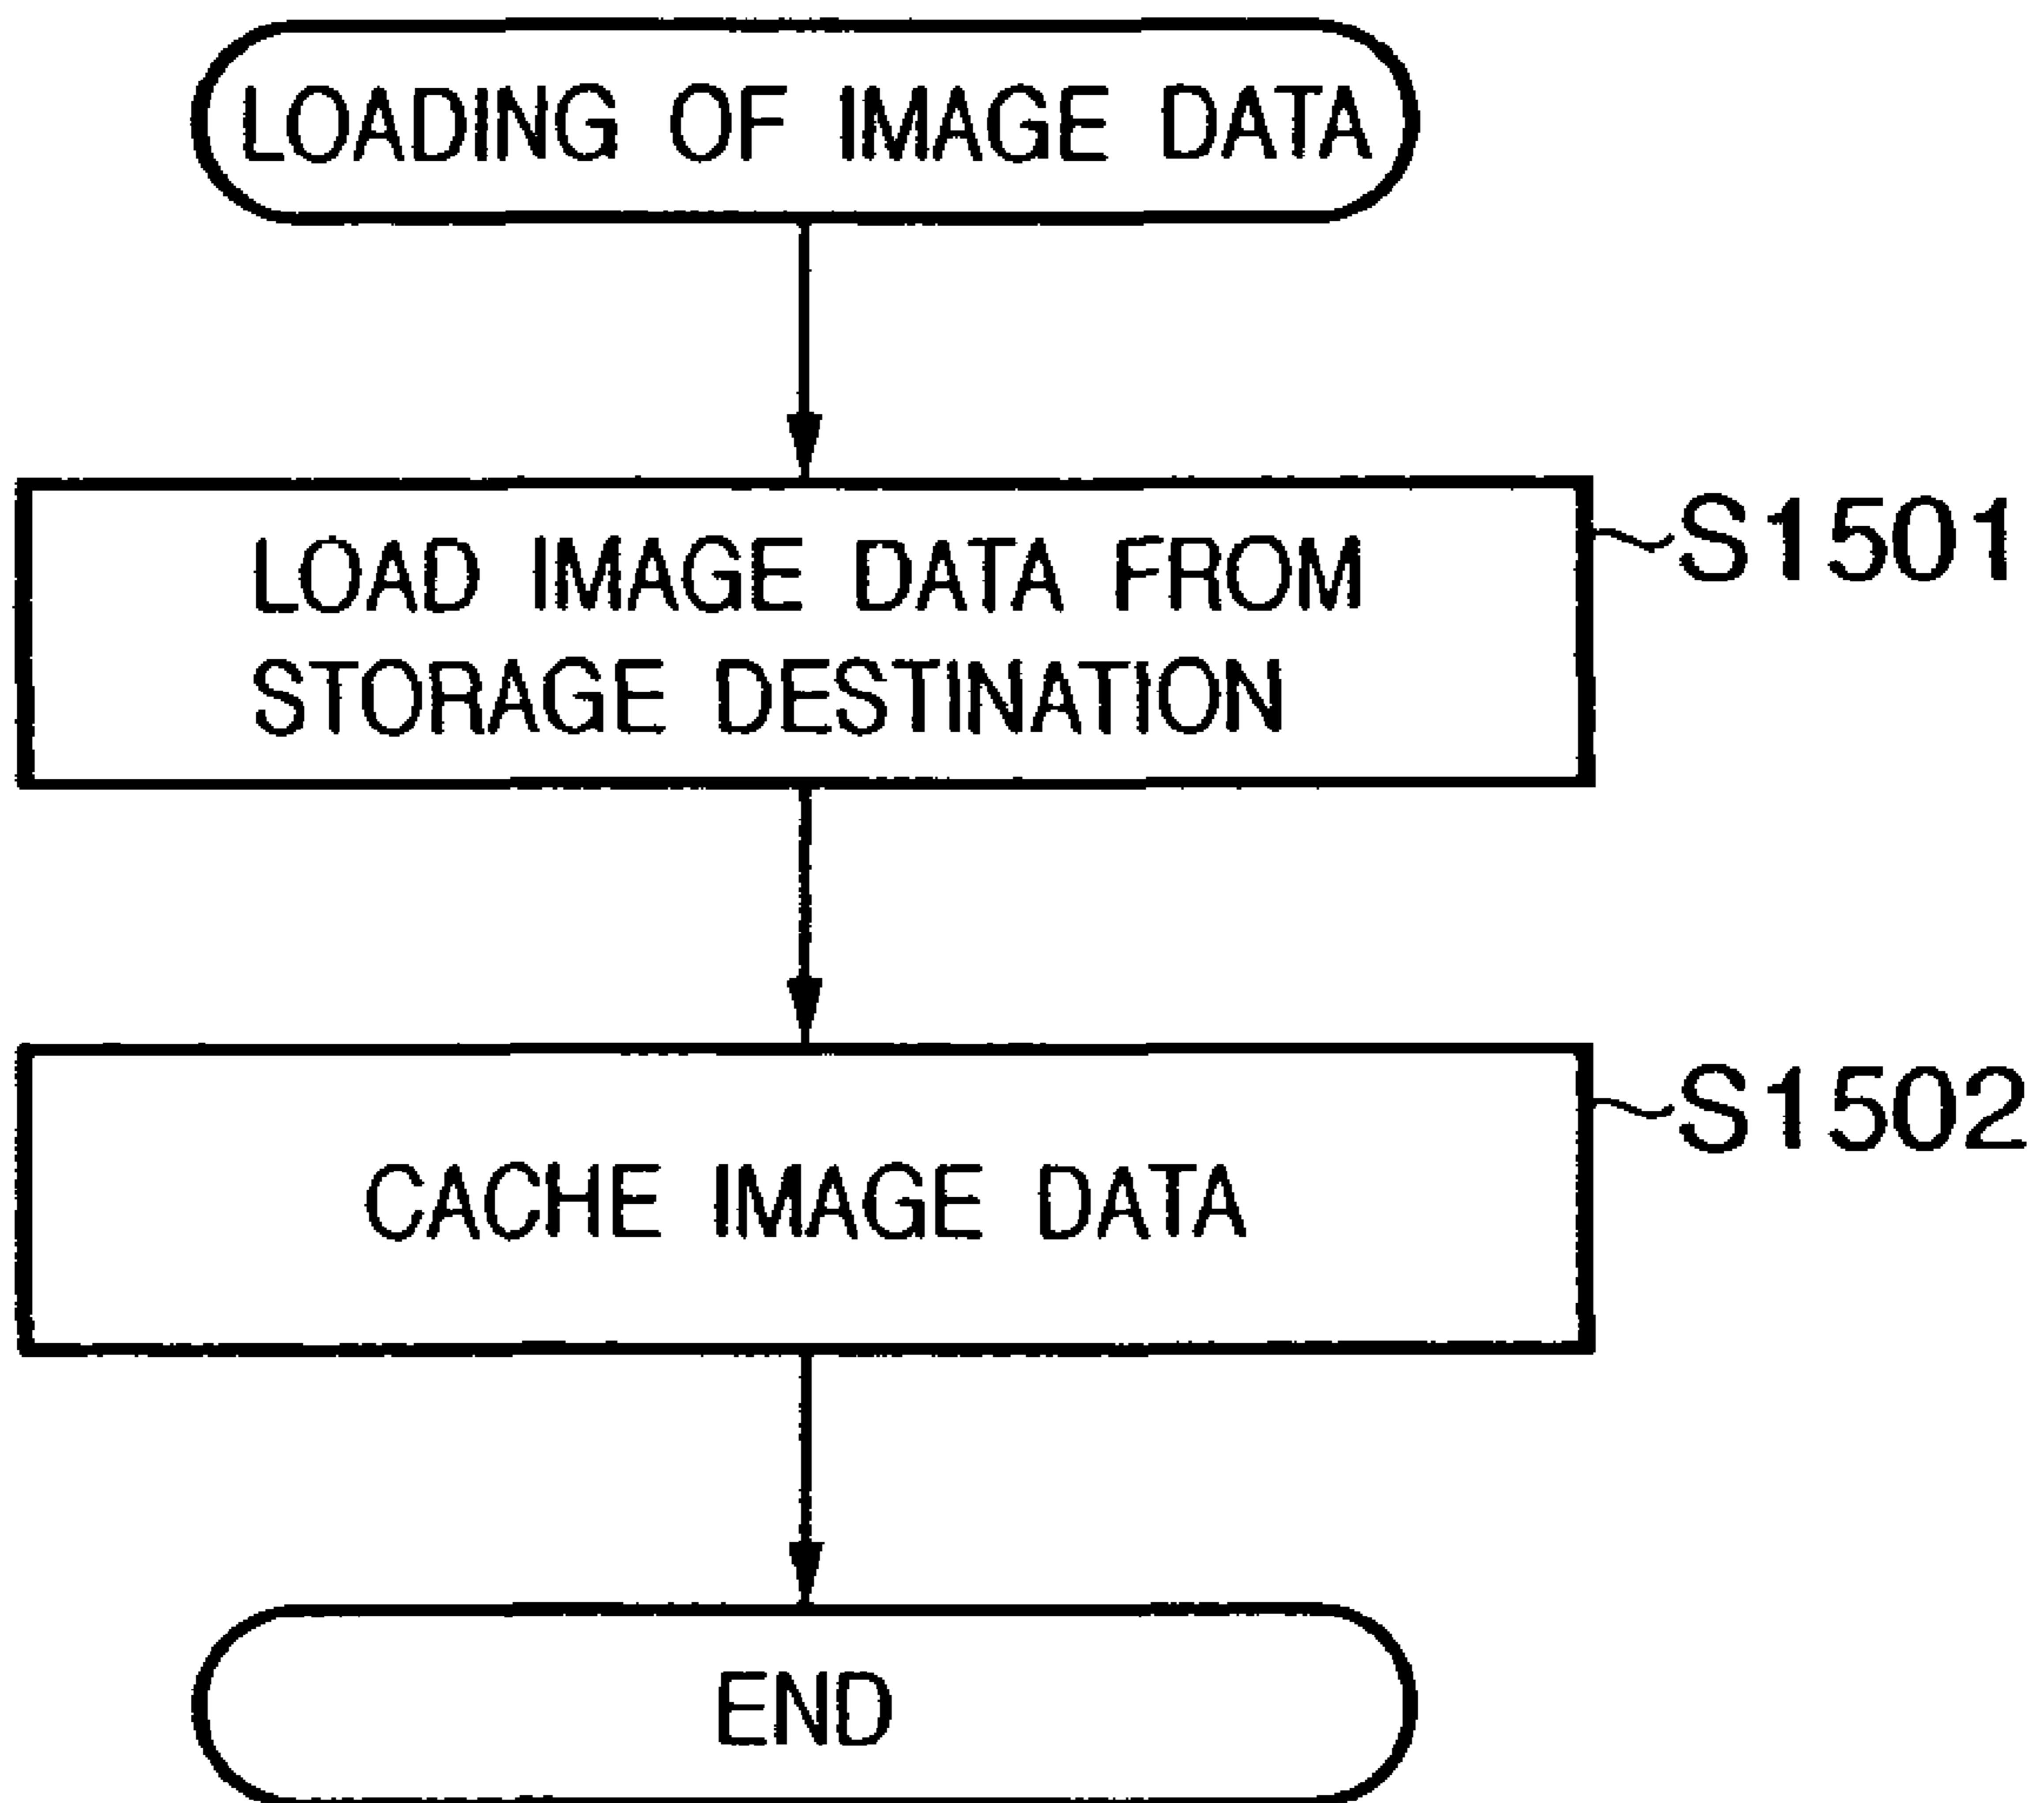 LOADING OF IMAGE DATA
LOAD IMAGE DATA FROM
STORAGE DESTINATION
S1501
CACHE IMAGE DATA
S1502
END